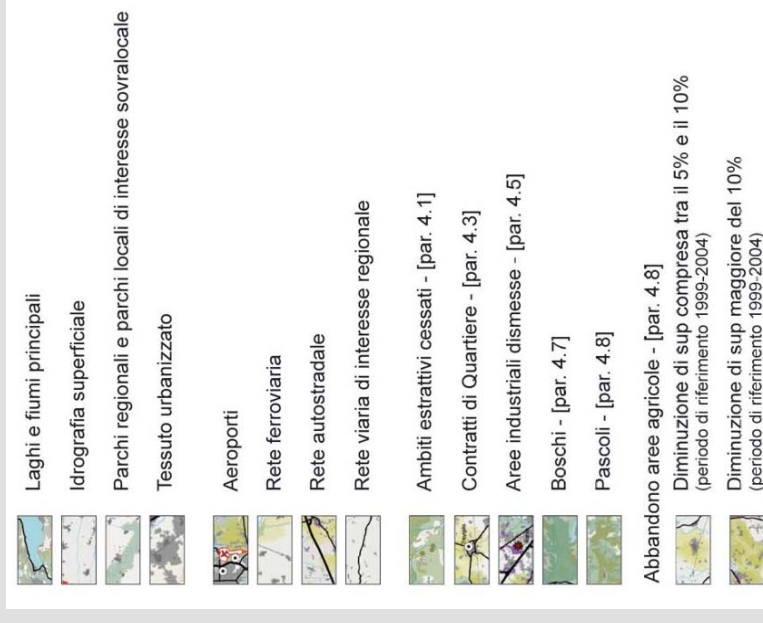 Laghi e fiumi principali
Idrografia superficiale
Parchi regionali e parchi locali di interesse sovralocale
Tessuto urbanizzato
Aeroporti
Rete ferroviaria
Rete autostradale
Rete viaria di interesse regionale
Ambiti estrattivi cessati - [par. 4.1]
Contratti di Quartiere - [par. 4.3]
Aree industriali dismesse - [par. 4.5]
Boschi - [par. 4.7]
Pascoli - [par. 4.8]
Abbandono aree agricole - [par. 4.8]
Diminuzione di sup compresa tra il 5% e il 10%
(periodo di riferimento 1999-2004)
Diminuzione di sup maggiore del 10%
(periodo di riferimento 1999-2004)